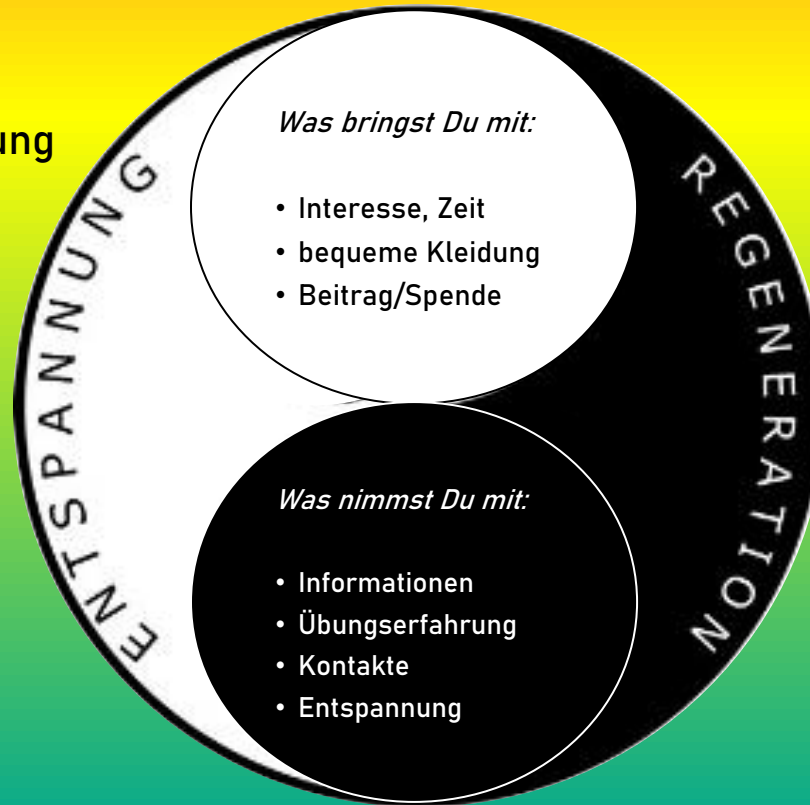 ung
Was bringst Du mit:
• Interesse, Zeit
• bequeme Kleidung
• Beitrag/Spende
ENTSPANNUNG
REGENERATION
Was nimmst Du mit:
• Informationen
• Übungserfahrung
• Kontakte
• Entspannung